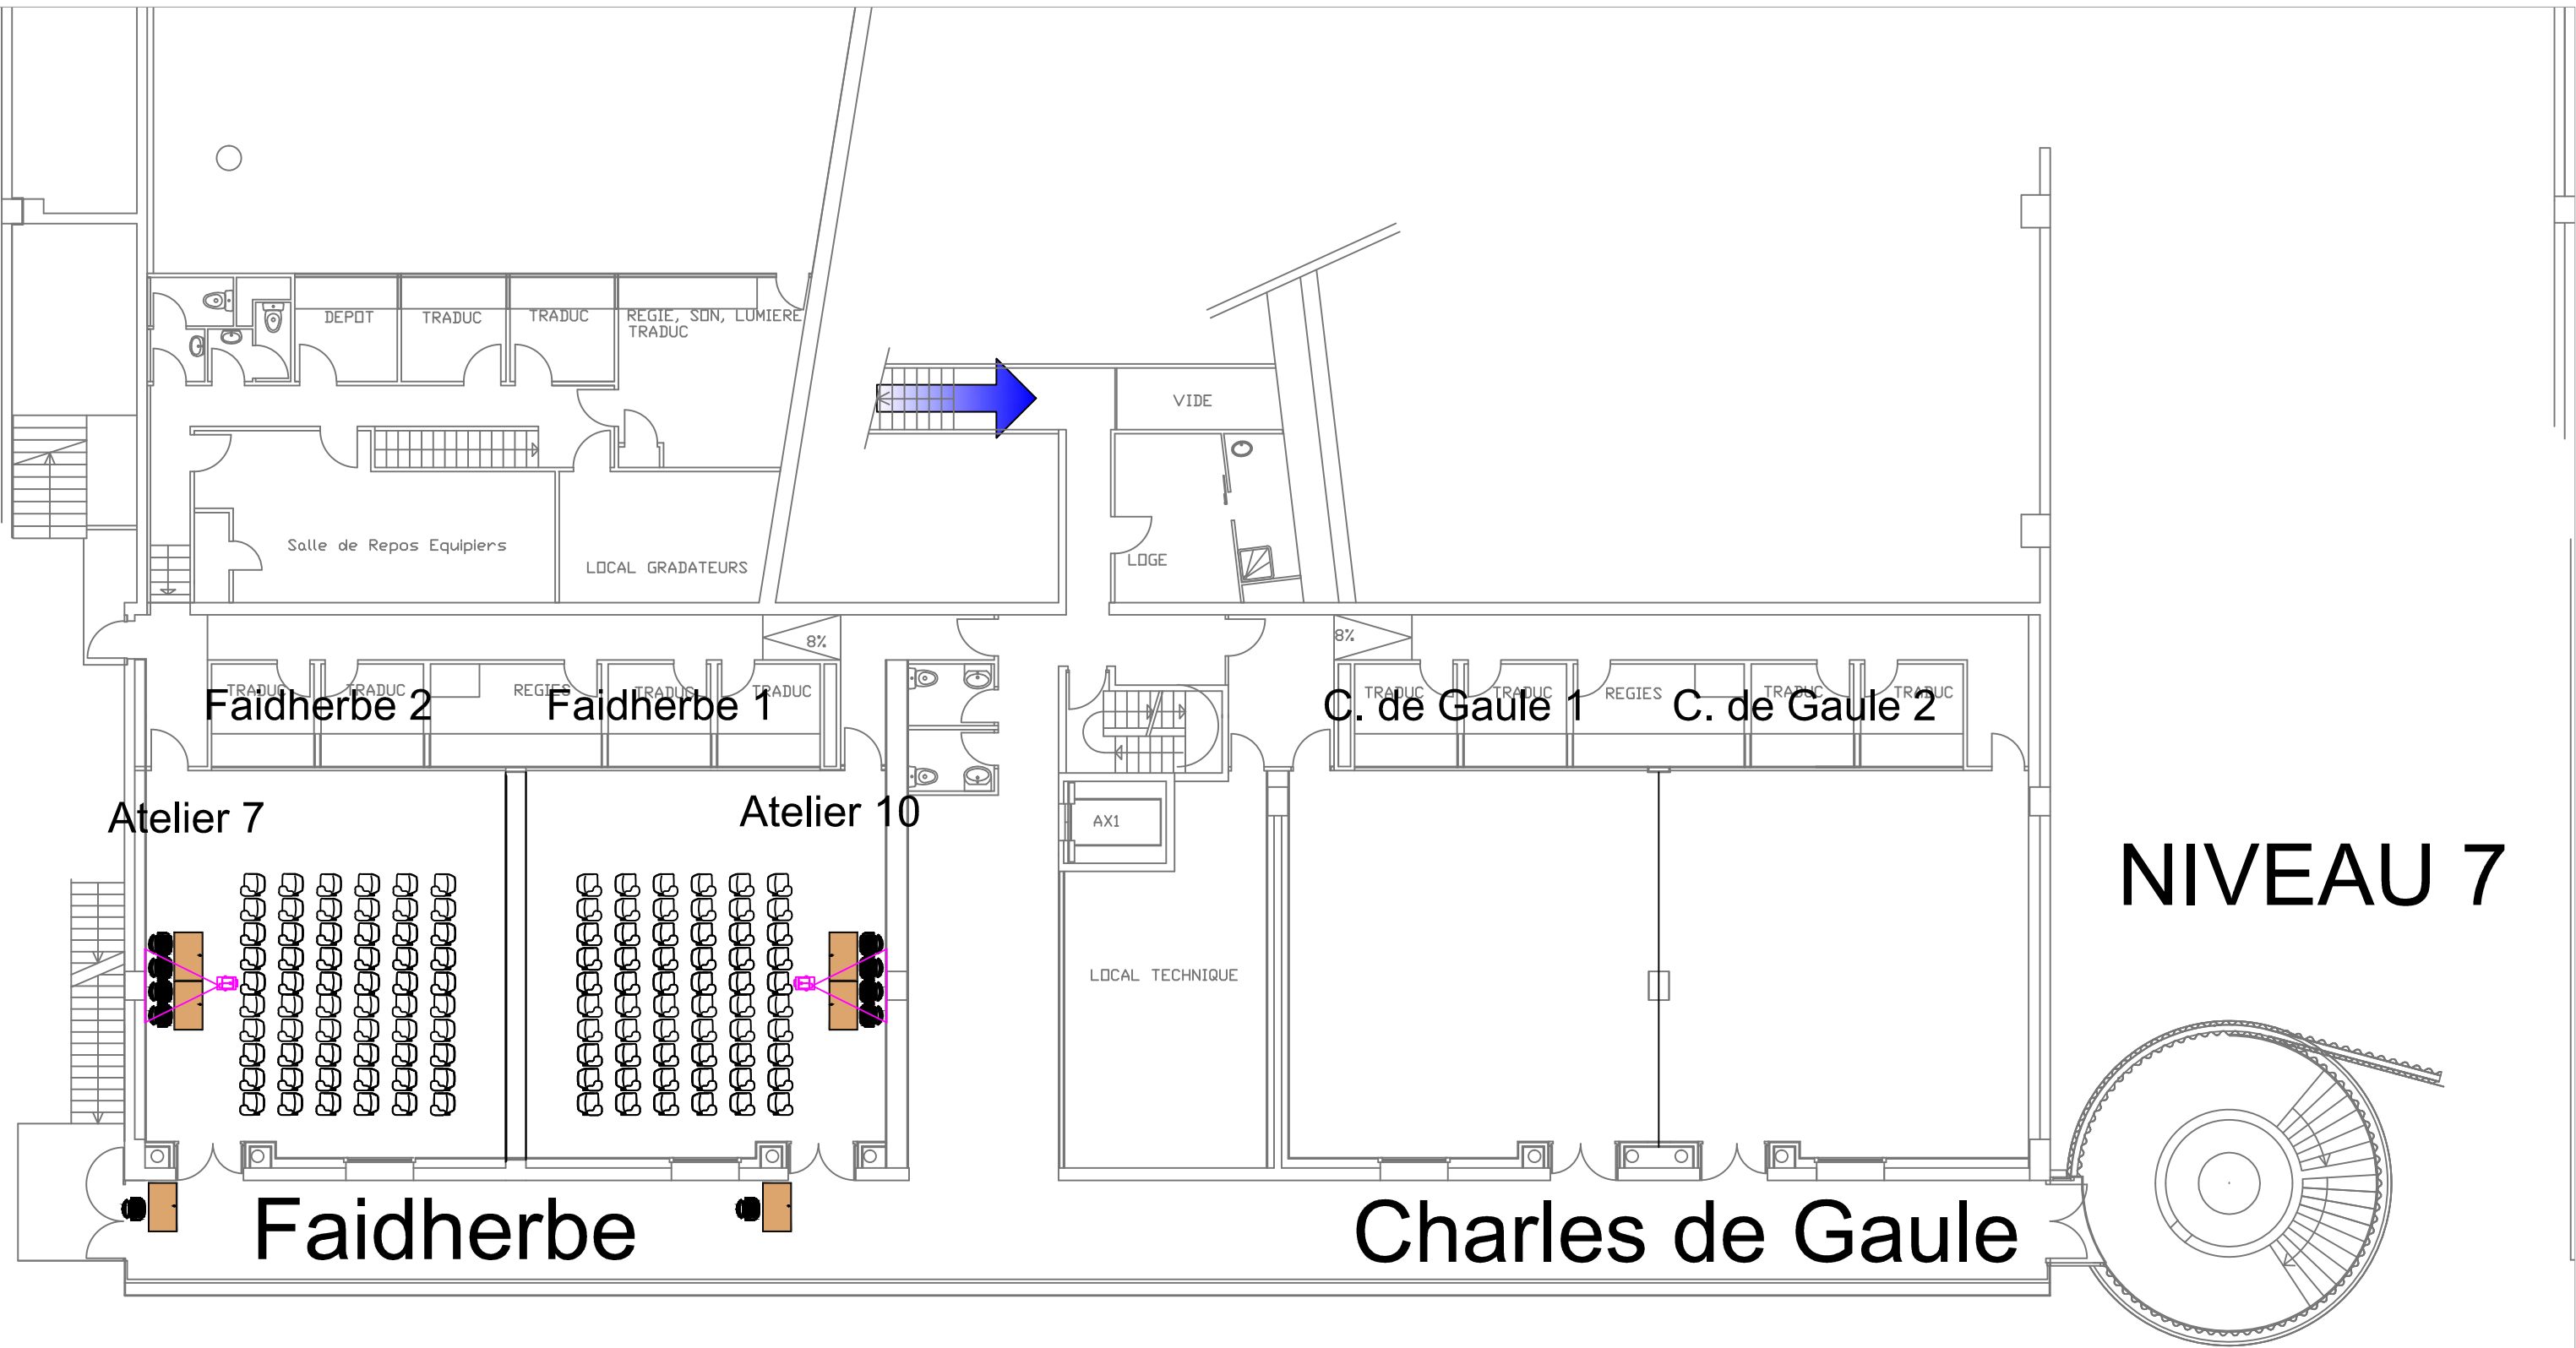 DEPOT
TRADUC
TRADUC
REGIE, SON, LUMIERE
TRADUC
VIDE
Salle de Repos Equipiers
LOCAL GRADATEURS
LOGE
8%
8%
TRADUC
TRADUC
REGIES
TRADUC
TRADUC
TRADUC
TRADUC
REGIES
TRADUC
TRADUC
Faidherbe 2
Faidherbe 1
C. de Gaule 1
C. de Gaule 2
Atelier 7
Atelier 10
AX1
NIVEAU 7
LOCAL TECHNIQUE
Faidherbe
Charles de Gaule